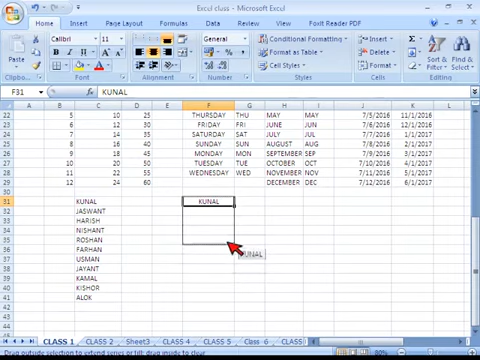 Excul class - Microsoft Excul
Home Insert Page Layout Formulas Data Review View Foxit Reader PDF
Calibri 11 General Conditional Formatting Insert
Paste B I U Format as Table Delete Sort & Filter Find & Select
Cell Styles Format
Clipboard Font Alignment Number Styles Cells Editing
F31 KUNAL
A B C D E F G H I J K L
22 5 10 25 THURSDAY THU MAY MAY 7/5/2016 11/1/2016
23 6 12 30 FRIDAY FRI JUNE JUN 7/6/2016 12/1/2016
24 7 14 35 SATURDAY SAT JULY JUL 7/7/2016 1/1/2017
25 8 16 40 SUNDAY SUN AUGUST AUG 7/8/2016 2/1/2017
26 9 18 45 MONDAY MON SEPTEMBER SEP 7/9/2016 3/1/2017
27 10 20 50 TUESDAY TUE OCTOBER OCT 7/10/2016 4/1/2017
28 11 22 55 WEDNESDAY WED NOVEMBER NOV 7/11/2016 5/1/2017
29 12 24 60 DECEMBER DEC 7/12/2016 6/1/2017
30
31 KUNAL KUNAL
32 JASWANT
33 HARISH
34 NISHANT
35 ROSHAN
36 FARHAN KUNAL
37 USMAN
38 JAYANT
39 KAMAL
40 KISHOR
41 ALOK
CLASS 1 CLASS 2 Sheet3 CLASS 4 CLASS 5 Class 6 CLASS
Drag outside selection to extend series or fill; drag inside to clear 80%